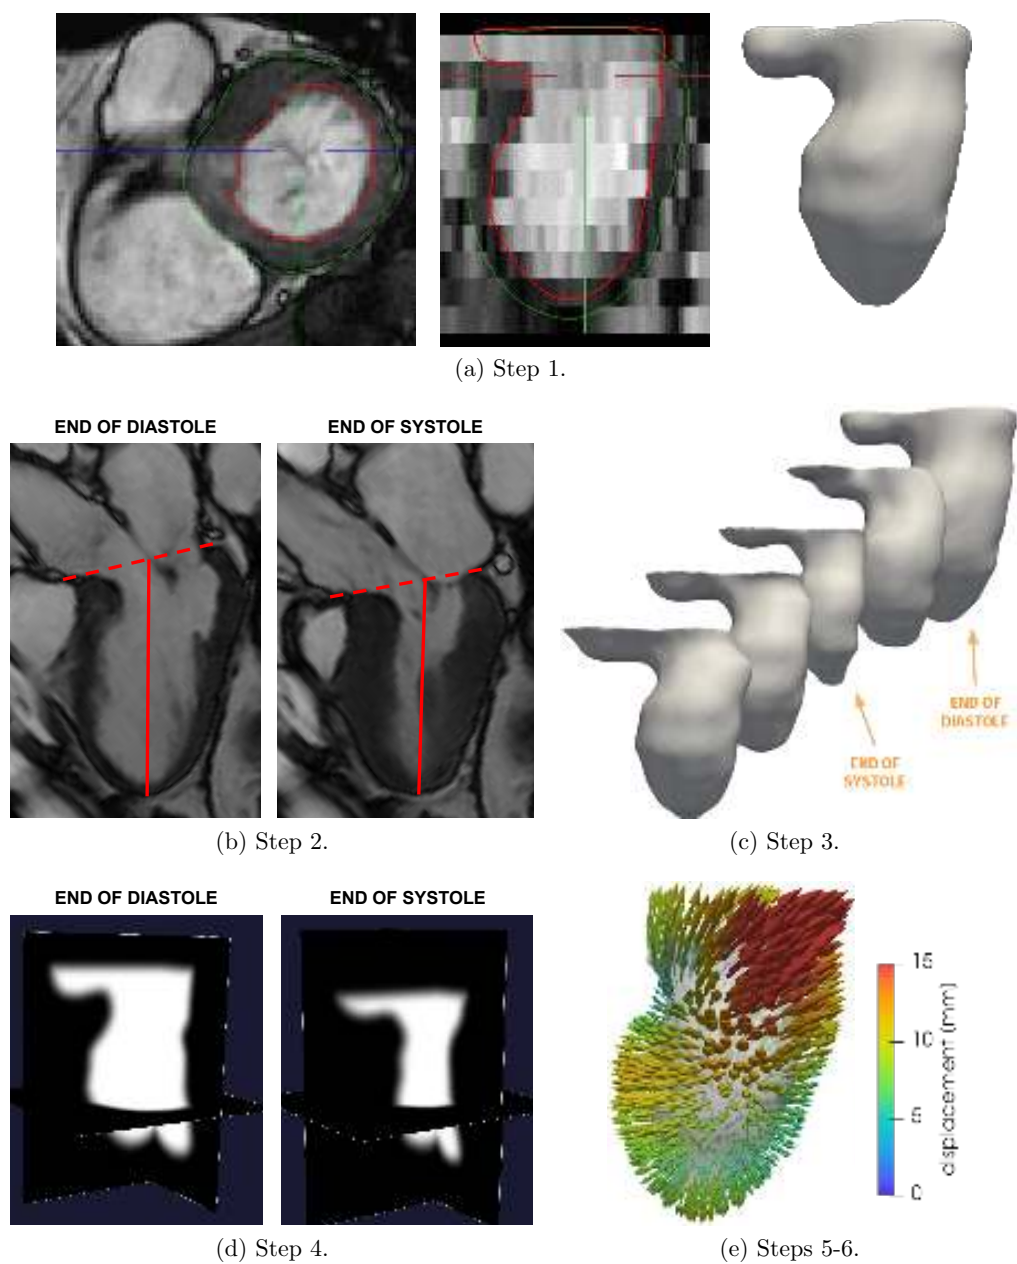 (a) Step 1.
END OF DIASTOLE
END OF SYSTOLE
(b) Step 2.
END OF
DIASTOLE
END OF
SYSTOLE
(c) Step 3.
END OF DIASTOLE
END OF SYSTOLE
(d) Step 4.
15
10
5
0
displacement (mm)
(e) Steps 5-6.